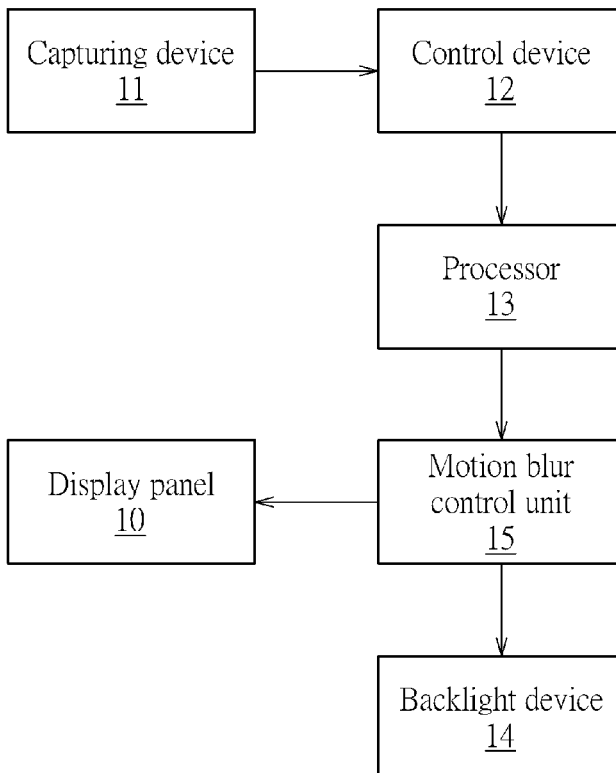 Capturing device
11
Control device
12
Processor
13
Display panel
10
Motion blur
control unit
15
Backlight device
14